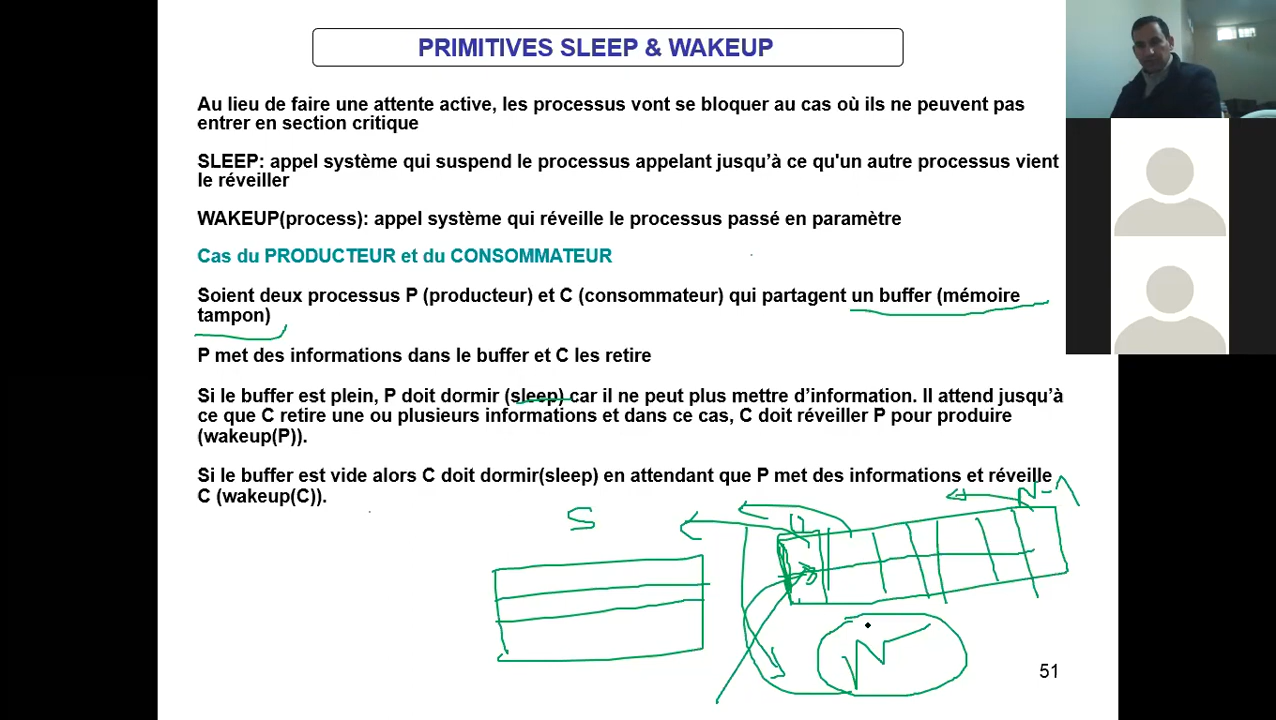 PRIMITIVES SLEEP & WAKEUP
Au lieu de faire une attente active, les processus vont se bloquer au cas où ils ne peuvent pas
entrer en section critique
SLEEP: appel système qui suspend le processus appelant jusqu’à ce qu'un autre processus vient
le réveiller
WAKEUP(process): appel système qui réveille le processus passé en paramètre
Cas du PRODUCTEUR et du CONSOMMATEUR
Soient deux processus P (producteur) et C (consommateur) qui partagent un buffer (mémoire
tampon)
P met des informations dans le buffer et C les retire
Si le buffer est plein, P doit dormir (sleep) car il ne peut plus mettre d’information. Il attend jusqu’à
ce que C retire une ou plusieurs informations et dans ce cas, C doit réveiller P pour produire
(wakeup(P)).
Si le buffer est vide alors C doit dormir(sleep) en attendant que P met des informations et réveille
C (wakeup(C)).
N-1
S
N
51